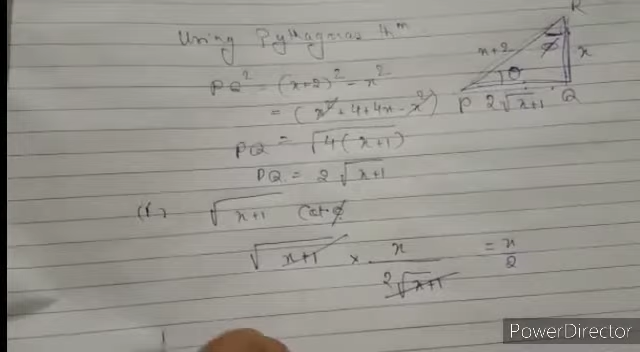 Using Pythagoras thm
R
x+2
φ
x
θ
P 2√x+1 Q
PQ² = (x+2)² - x²
= (x² + 4 + 4x - x²)
PQ = √4(x+1)
PQ = 2√x+1
√x+1 Cot φ
√x+1 × x / 2√x+1 = x/2
PowerDirector